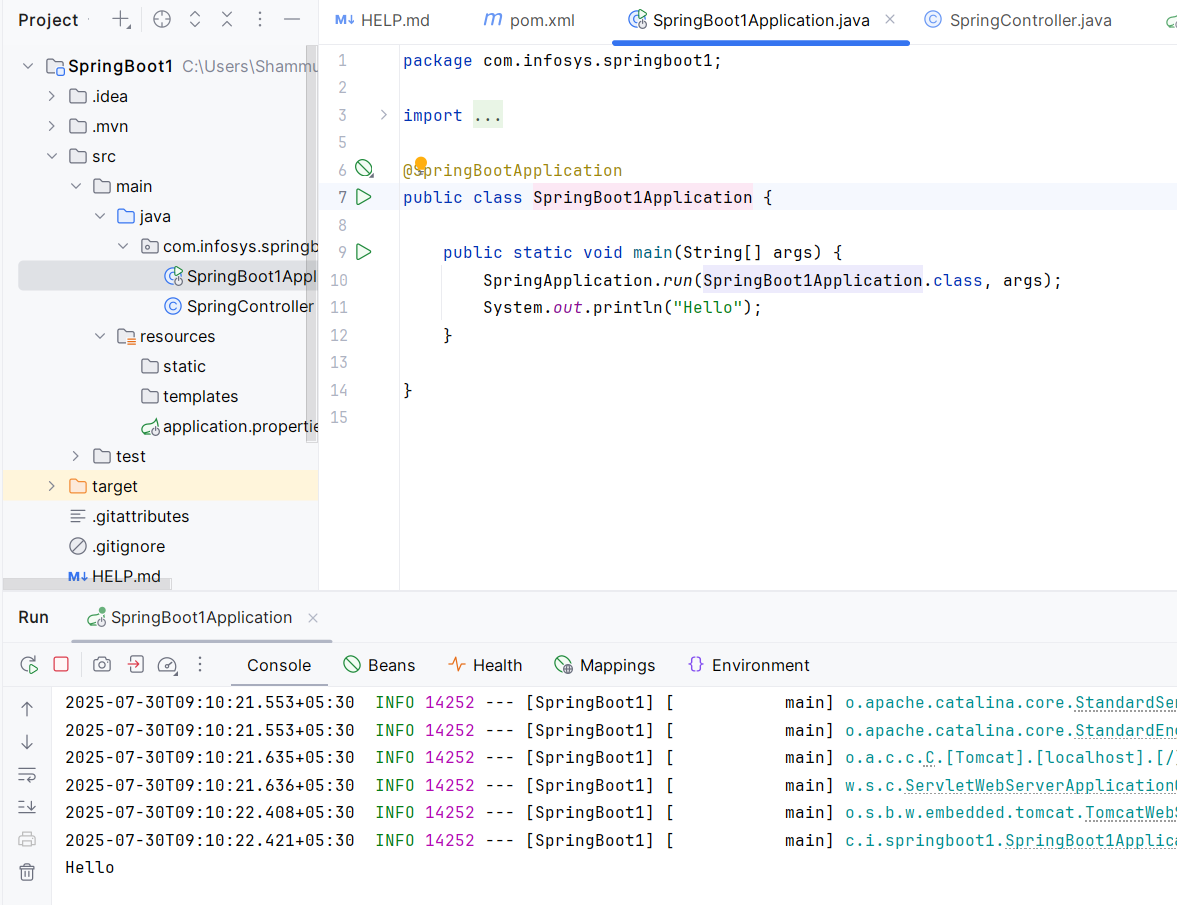 Project
HELP.md
pom.xml
SpringBoot1Application.java
SpringController.java
SpringBoot1 C:\Users\Shammu
.idea
.mvn
src
main
java
com.infosys.springb
SpringBoot1Appl
SpringController
resources
static
templates
application.propertie
test
target
.gitattributes
.gitignore
HELP.md
1 package com.infosys.springboot1;
2
3 import ...
5
6 @SpringBootApplication
7 public class SpringBoot1Application {
8
9 public static void main(String[] args) {
10 SpringApplication.run(SpringBoot1Application.class, args);
11 System.out.println("Hello");
12 }
13
14 }
15
Run
SpringBoot1Application
Console
Beans
Health
Mappings
Environment
2025-07-30T09:10:21.553+05:30 INFO 14252 --- [SpringBoot1] [ main] o.apache.catalina.core.StandardSer
2025-07-30T09:10:21.553+05:30 INFO 14252 --- [SpringBoot1] [ main] o.apache.catalina.core.StandardEng
2025-07-30T09:10:21.635+05:30 INFO 14252 --- [SpringBoot1] [ main] o.a.c.c.C.[Tomcat].[localhost].[/]
2025-07-30T09:10:21.636+05:30 INFO 14252 --- [SpringBoot1] [ main] w.s.c.ServletWebServerApplicationC
2025-07-30T09:10:22.408+05:30 INFO 14252 --- [SpringBoot1] [ main] o.s.b.w.embedded.tomcat.TomcatWebS
2025-07-30T09:10:22.421+05:30 INFO 14252 --- [SpringBoot1] [ main] c.i.springboot1.SpringBoot1Applica
Hello